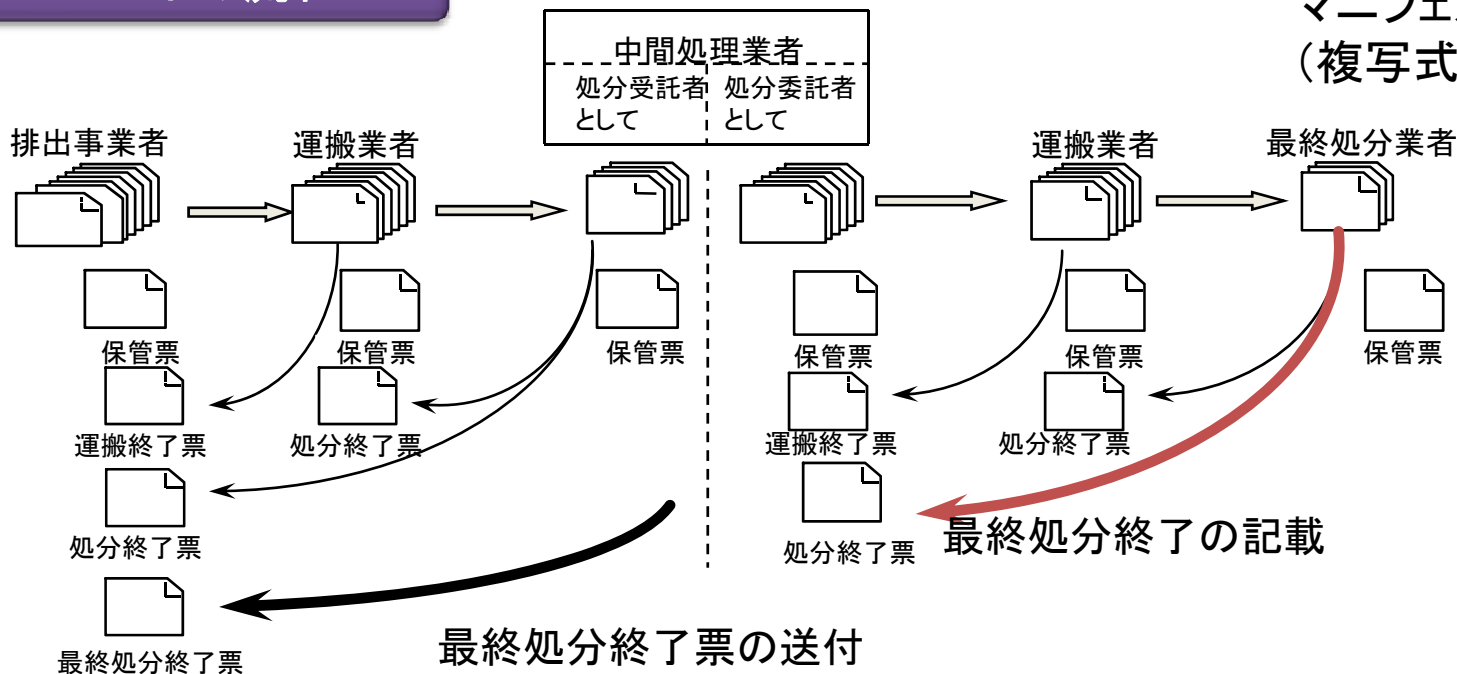 マニフェ
（複写式
中間処理業者
処分受託者
として
処分委託者
として
排出事業者
運搬業者
運搬業者
最終処分業者
保管票
保管票
保管票
保管票
保管票
保管票
運搬終了票
処分終了票
運搬終了票
処分終了票
処分終了票
処分終了票
最終処分終了の記載
最終処分終了票
最終処分終了票の送付